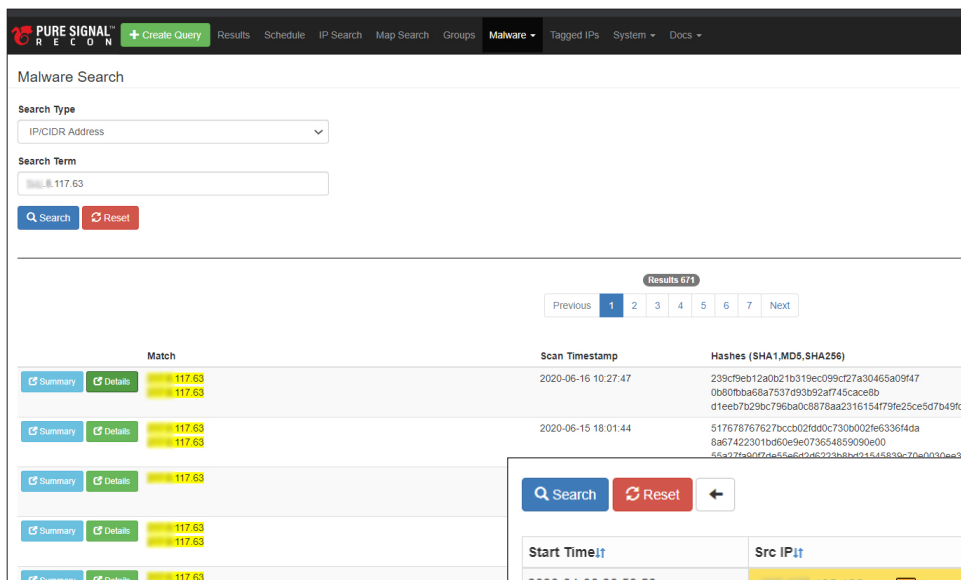 PURE SIGNAL™
RECON
Create Query Results Schedule IP Search Map Search Groups Malware Tagged IPs System Docs
Malware Search
Search Type
IP/CIDR Address
Search Term
8.117.63
Search Reset
Results 671
Previous 1 2 3 4 5 6 7 Next
Match Scan Timestamp Hashes (SHA1,MD5,SHA256)
Summary Details 117.63 2020-06-16 10:27:47 239cf9eb12a0b21b319ec099cf27a30465a09f47
117.63 0b80fbba68a7537d93b92af745cace8b
d1eeb7b29bc796ba0c8878aa2316154f79fe25ce5d7b49fc
Summary Details 117.63 2020-06-15 18:01:44 517678767627bccb02fdd0c730b002fe6336f4da
117.63 8a67422301bd60e9e073654859090e00
Summary Details 117.63
Search Reset
Summary Details 117.63
117.63
Start Time Src IP
Summary Details 117.63